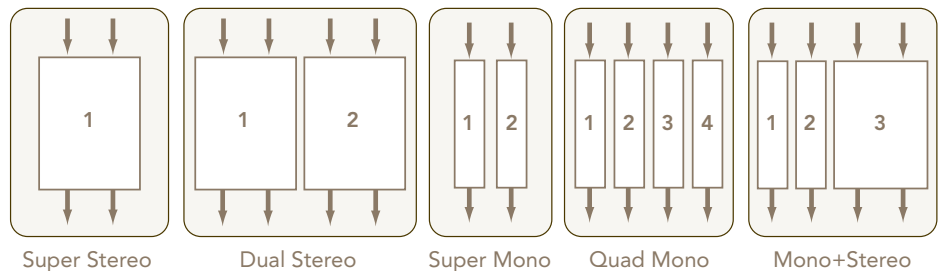 1
1 2
1 2
1 2 3 4
1 2 3
Super Stereo
Dual Stereo
Super Mono
Quad Mono
Mono+Stereo